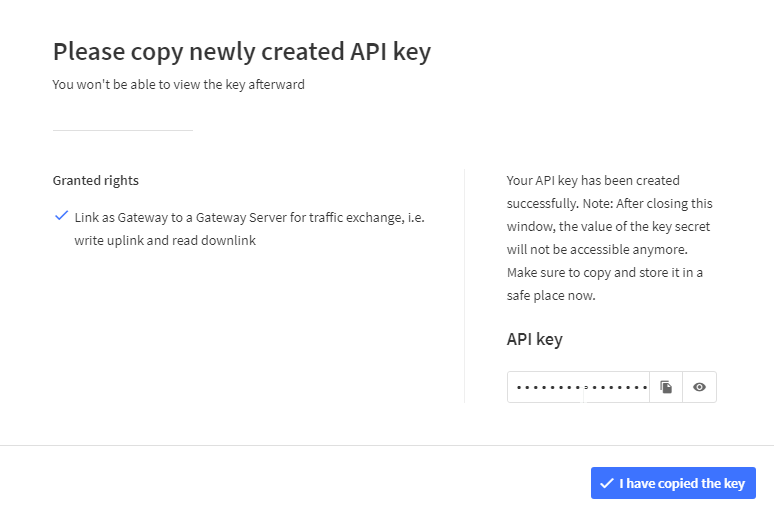 Please copy newly created API key
You won't be able to view the key afterward
Granted rights
Link as Gateway to a Gateway Server for traffic exchange, i.e.
write uplink and read downlink
Your API key has been created
successfully. Note: After closing this
window, the value of the key secret
will not be accessible anymore.
Make sure to copy and store it in a
safe place now.
API key
I have copied the key